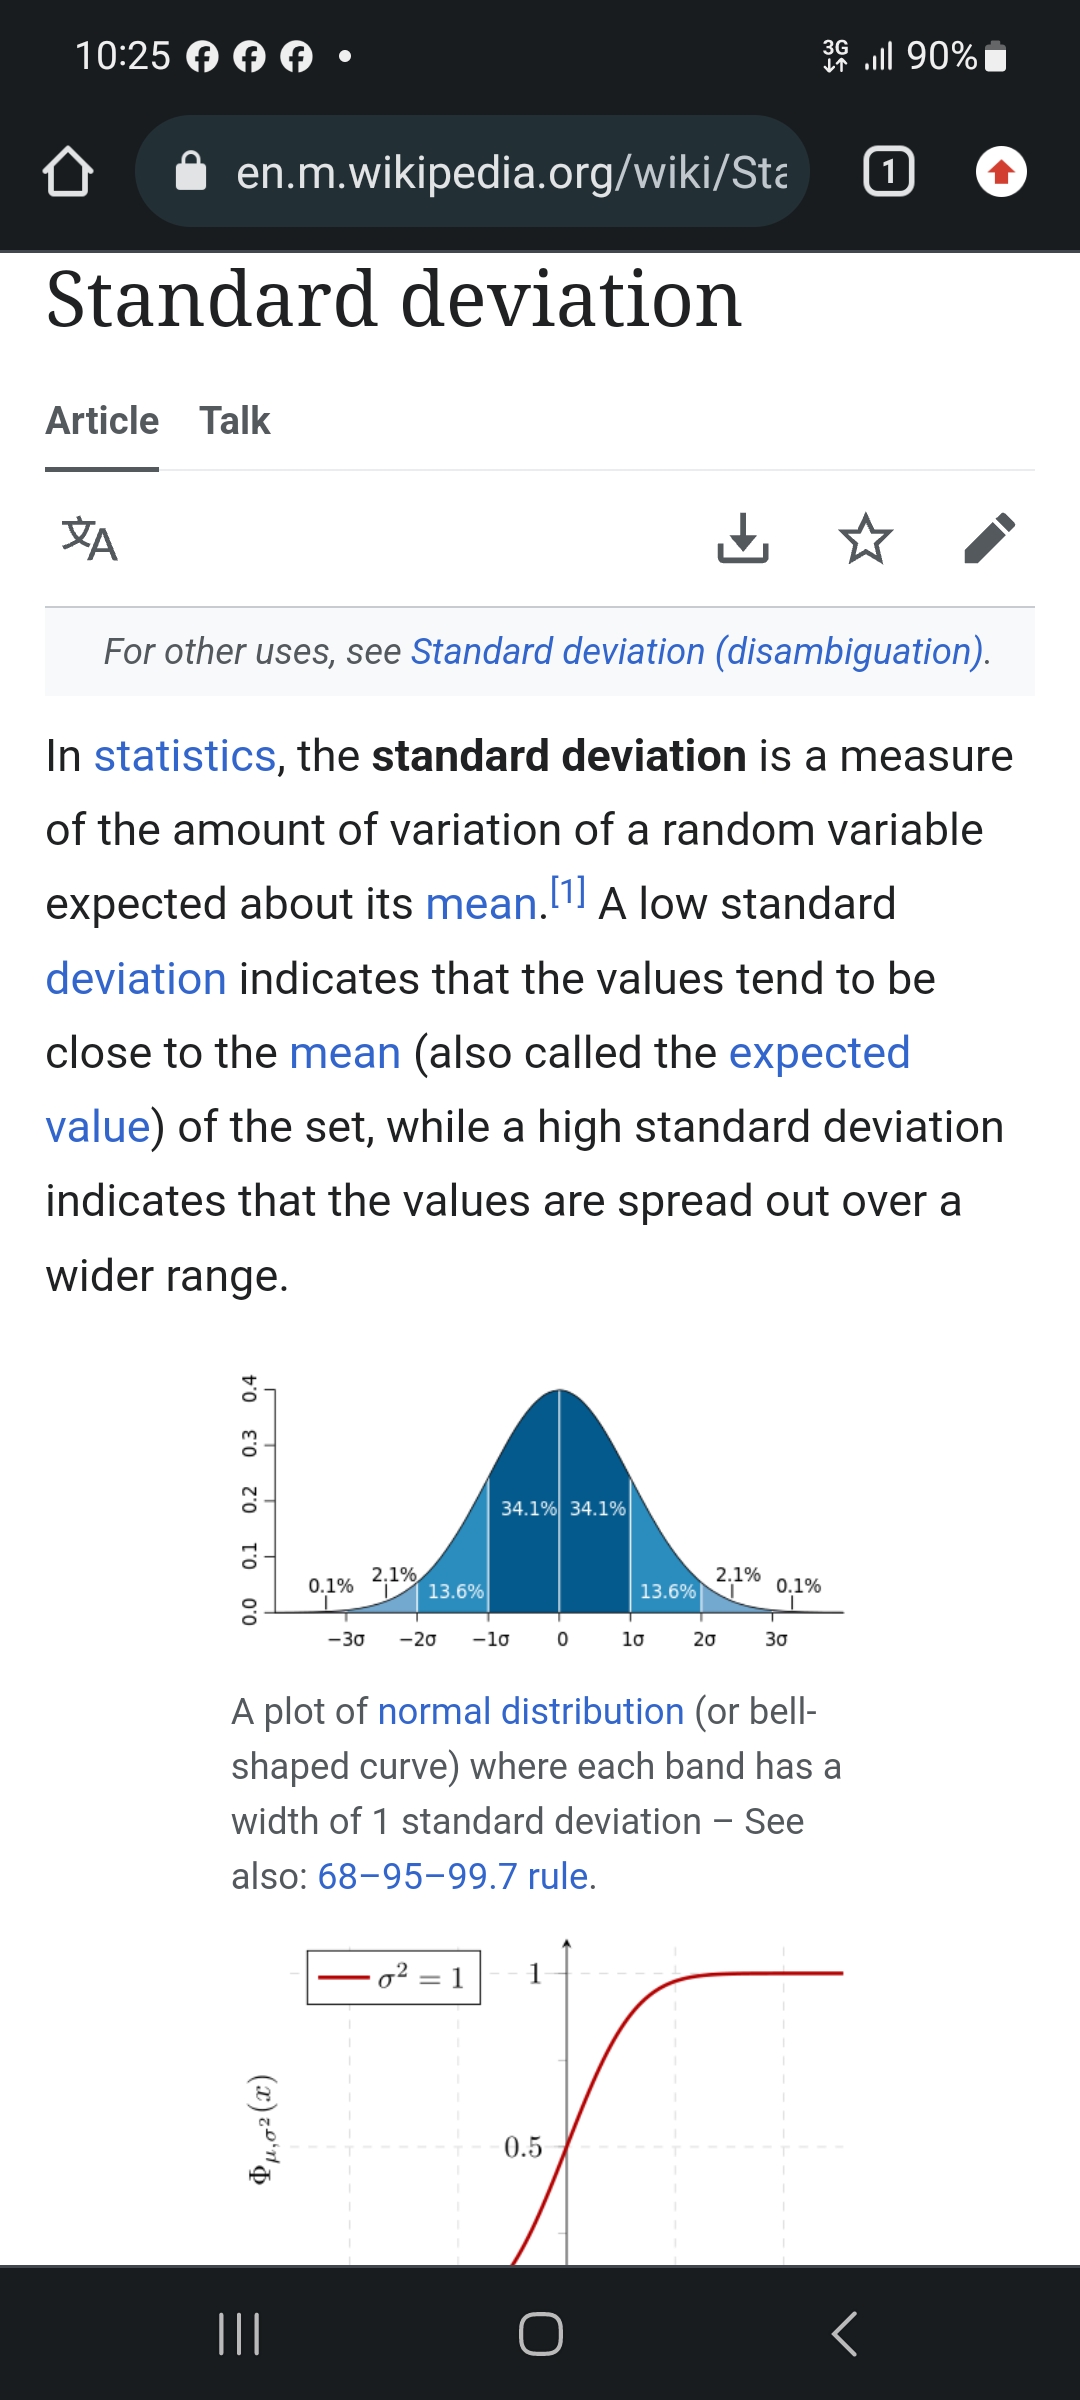 10:25
3G 90%
en.m.wikipedia.org/wiki/Sta
1
Standard deviation
Article Talk
文A
For other uses, see Standard deviation (disambiguation).
In statistics, the standard deviation is a measure
of the amount of variation of a random variable
expected about its mean.[1] A low standard
deviation indicates that the values tend to be
close to the mean (also called the expected
value) of the set, while a high standard deviation
indicates that the values are spread out over a
wider range.
0.4
0.3
0.2
0.1
0.0
34.1% 34.1%
0.1% 2.1% 13.6% 13.6% 2.1% 0.1%
−3σ −2σ −1σ 0 1σ 2σ 3σ
A plot of normal distribution (or bell-
shaped curve) where each band has a
width of 1 standard deviation – See
also: 68–95–99.7 rule.
σ² = 1
1
0.5
Φμ,σ²(x)